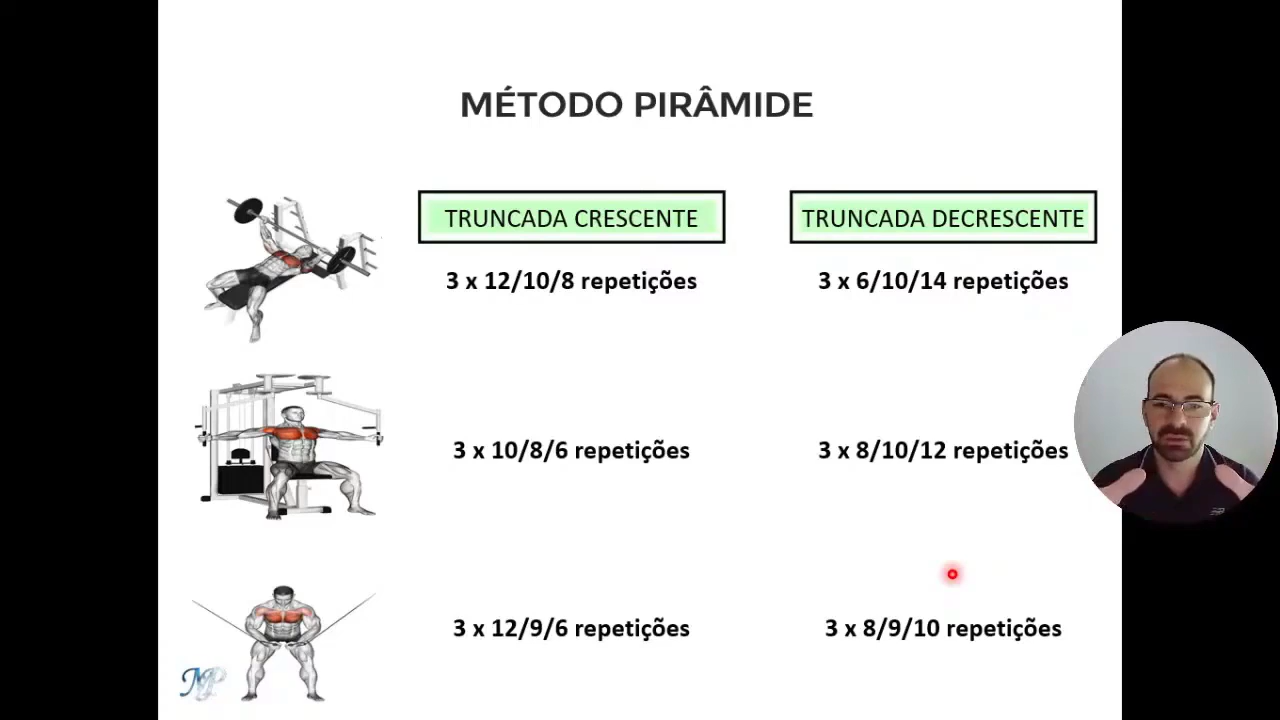 MÉTODO PIRÂMIDE
TRUNCADA CRESCENTE
TRUNCADA DECRESCENTE
3 x 12/10/8 repetições
3 x 6/10/14 repetições
3 x 10/8/6 repetições
3 x 8/10/12 repetições
3 x 12/9/6 repetições
3 x 8/9/10 repetições
MP